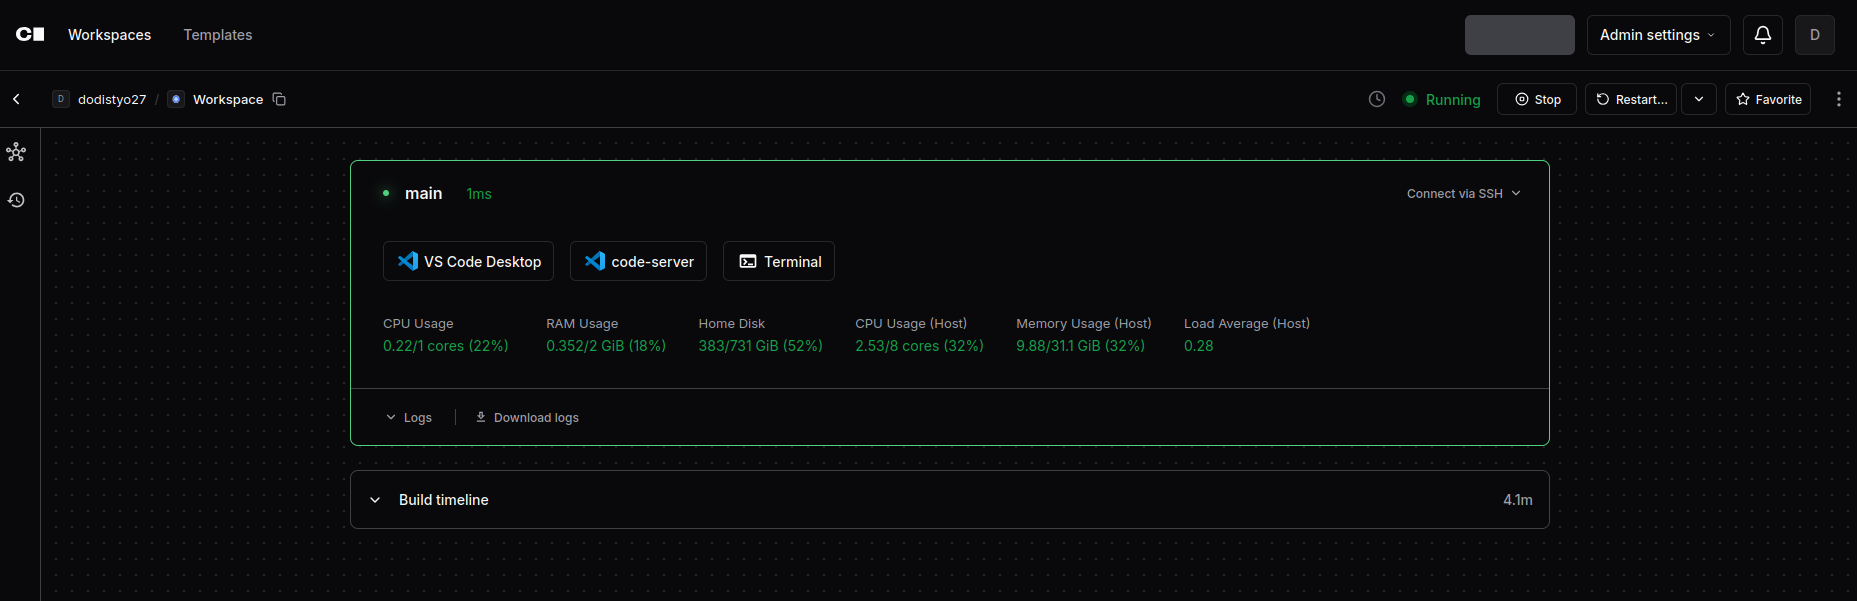 Workspaces Templates Admin settings D
D dodistyo27 / Workspace Running Stop Restart... Favorite
main 1ms Connect via SSH
VS Code Desktop code-server Terminal
CPU Usage RAM Usage Home Disk CPU Usage (Host) Memory Usage (Host) Load Average (Host)
0.22/1 cores (22%) 0.352/2 GiB (18%) 383/731 GiB (52%) 2.53/8 cores (32%) 9.88/31.1 GiB (32%) 0.28
Logs Download logs
Build timeline 4.1m